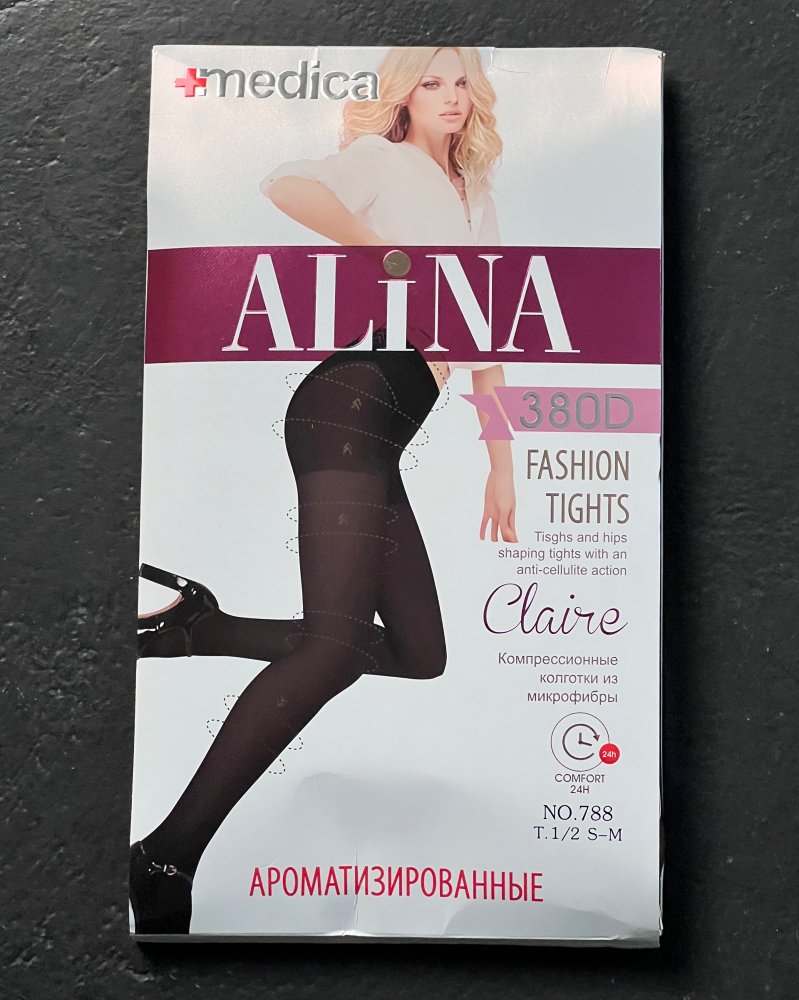 medica
ALiNA
380D
FASHION
TIGHTS
Tisghs and hips
shaping tights with an
anti-cellulite action
Claire
Компрессионные
колготки из
микрофибры
24h
COMFORT
24H
NO.788
T.1/2 S-M
АРОМАТИЗИРОВАННЫЕ